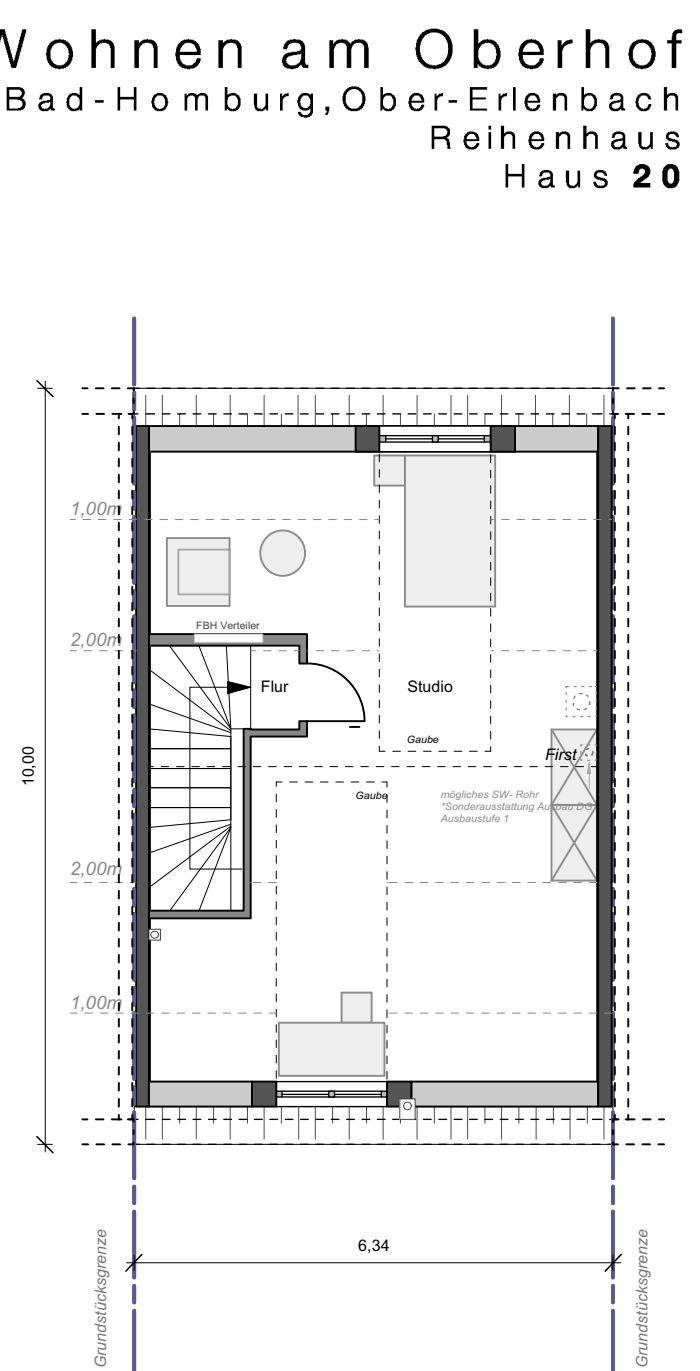 Wohnen am Oberhof
Bad-Homburg,Ober-Erlenbach
Reihenhaus
Haus 20
1,00m
FBH Verteiler
2,00m
Flur
Studio
Gaube
First
10,00
Gaube
mögliches SW- Rohr
*Sonderausstattung Ausbau DG,
Ausbaustufe 1
2,00m
1,00m
6,34
Grundstücksgrenze
Grundstücksgrenze